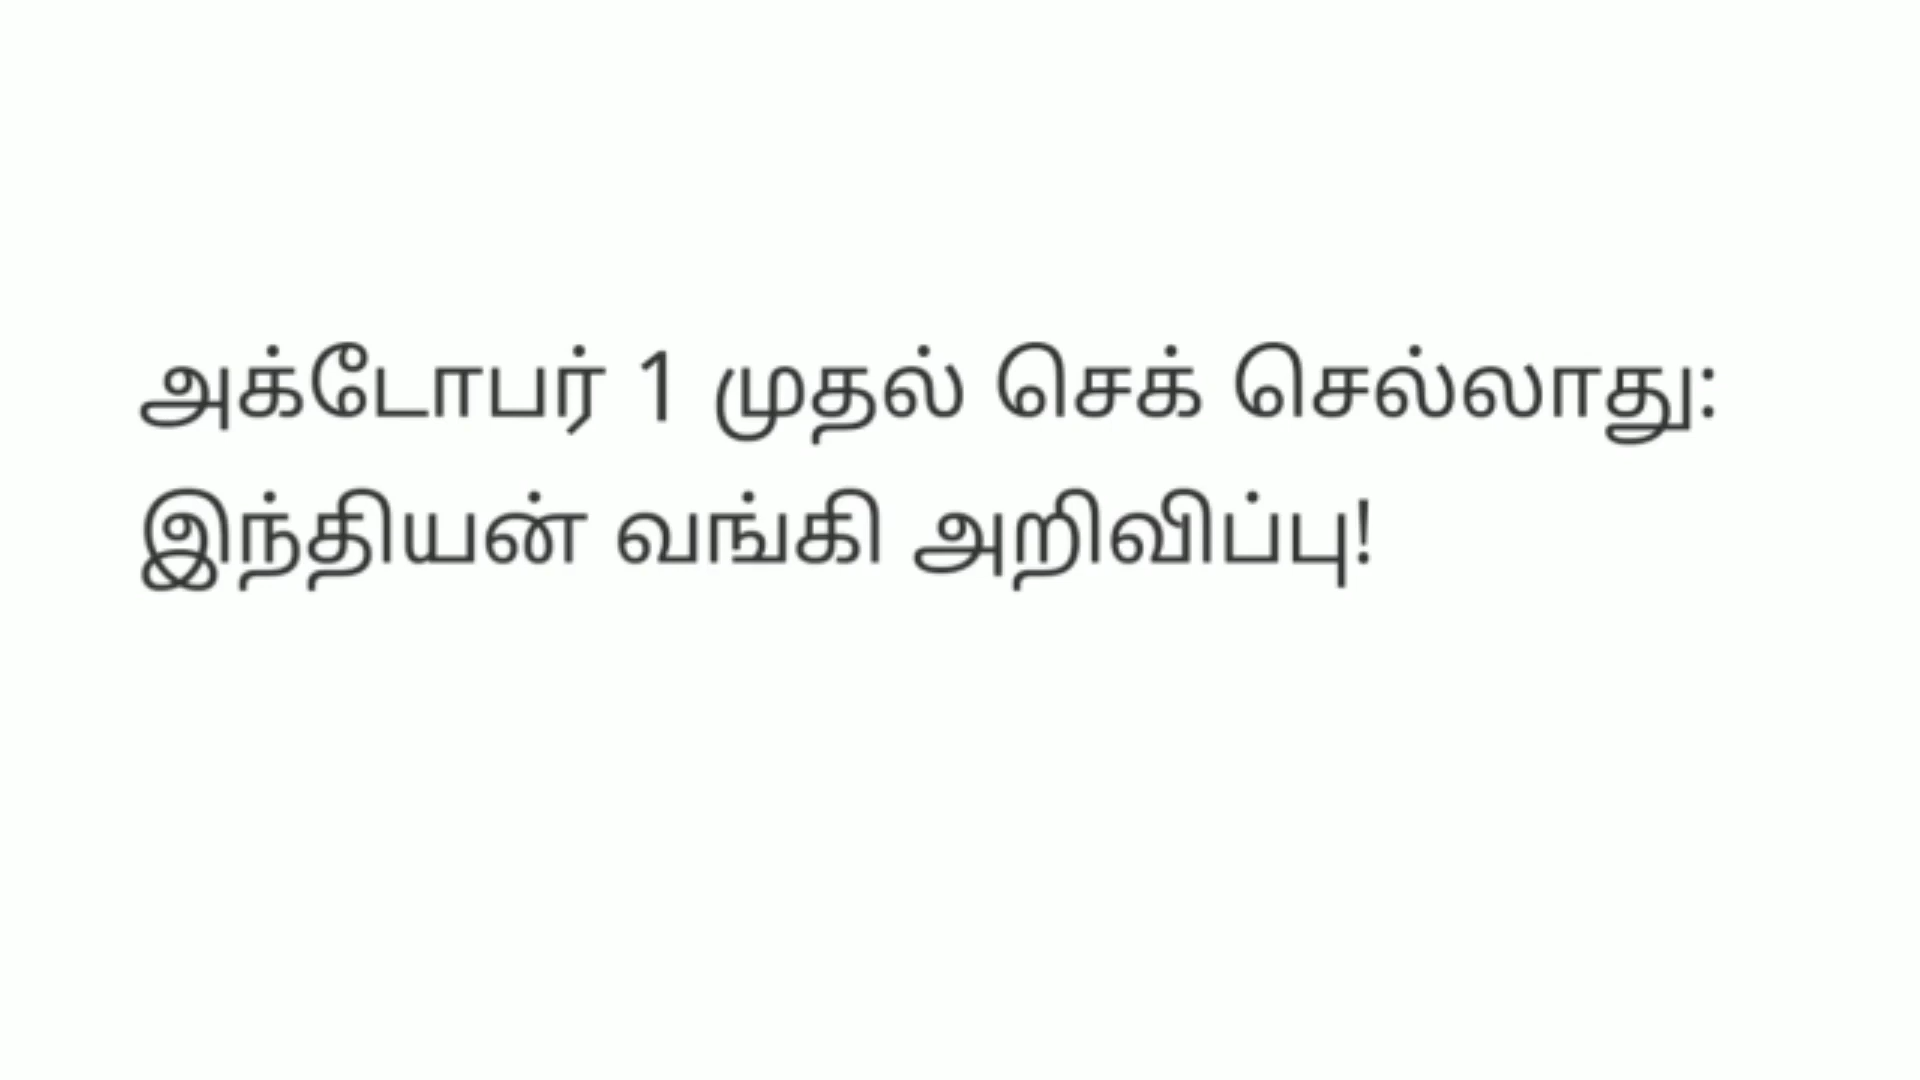 அக்டோபர் 1 முதல் செக் செல்லாது:
இந்தியன் வங்கி அறிவிப்பு!